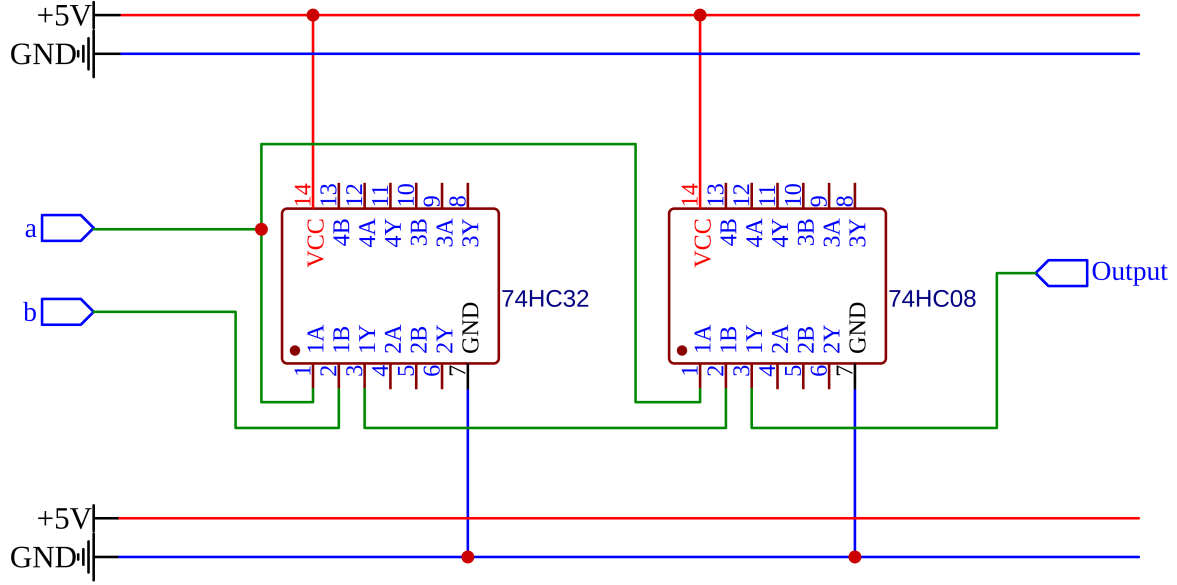 +5V
GND
14 13 12 11 10 9 8
VCC 4B 4A 4Y 3B 3A 3Y
14 13 12 11 10 9 8
VCC 4B 4A 4Y 3B 3A 3Y
a
b
74HC32
74HC08
Output
1A 1B 1Y 2A 2B 2Y GND
1 2 3 4 5 6 7
1A 1B 1Y 2A 2B 2Y GND
1 2 3 4 5 6 7
+5V
GND